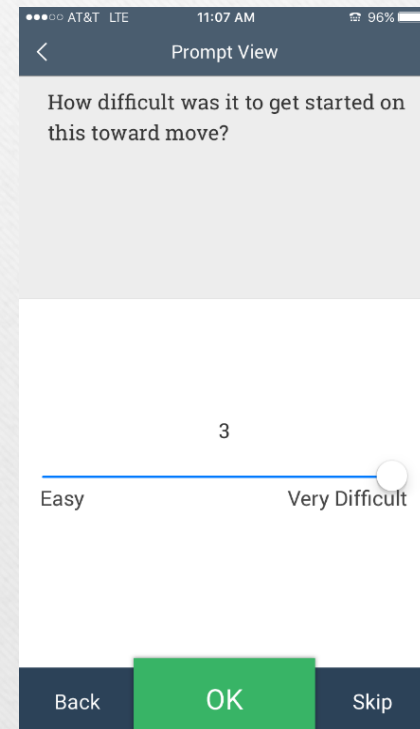 AT&T LTE 11:07 AM 96%
Prompt View
How difficult was it to get started on
this toward move?
3
Easy Very Difficult
Back OK Skip